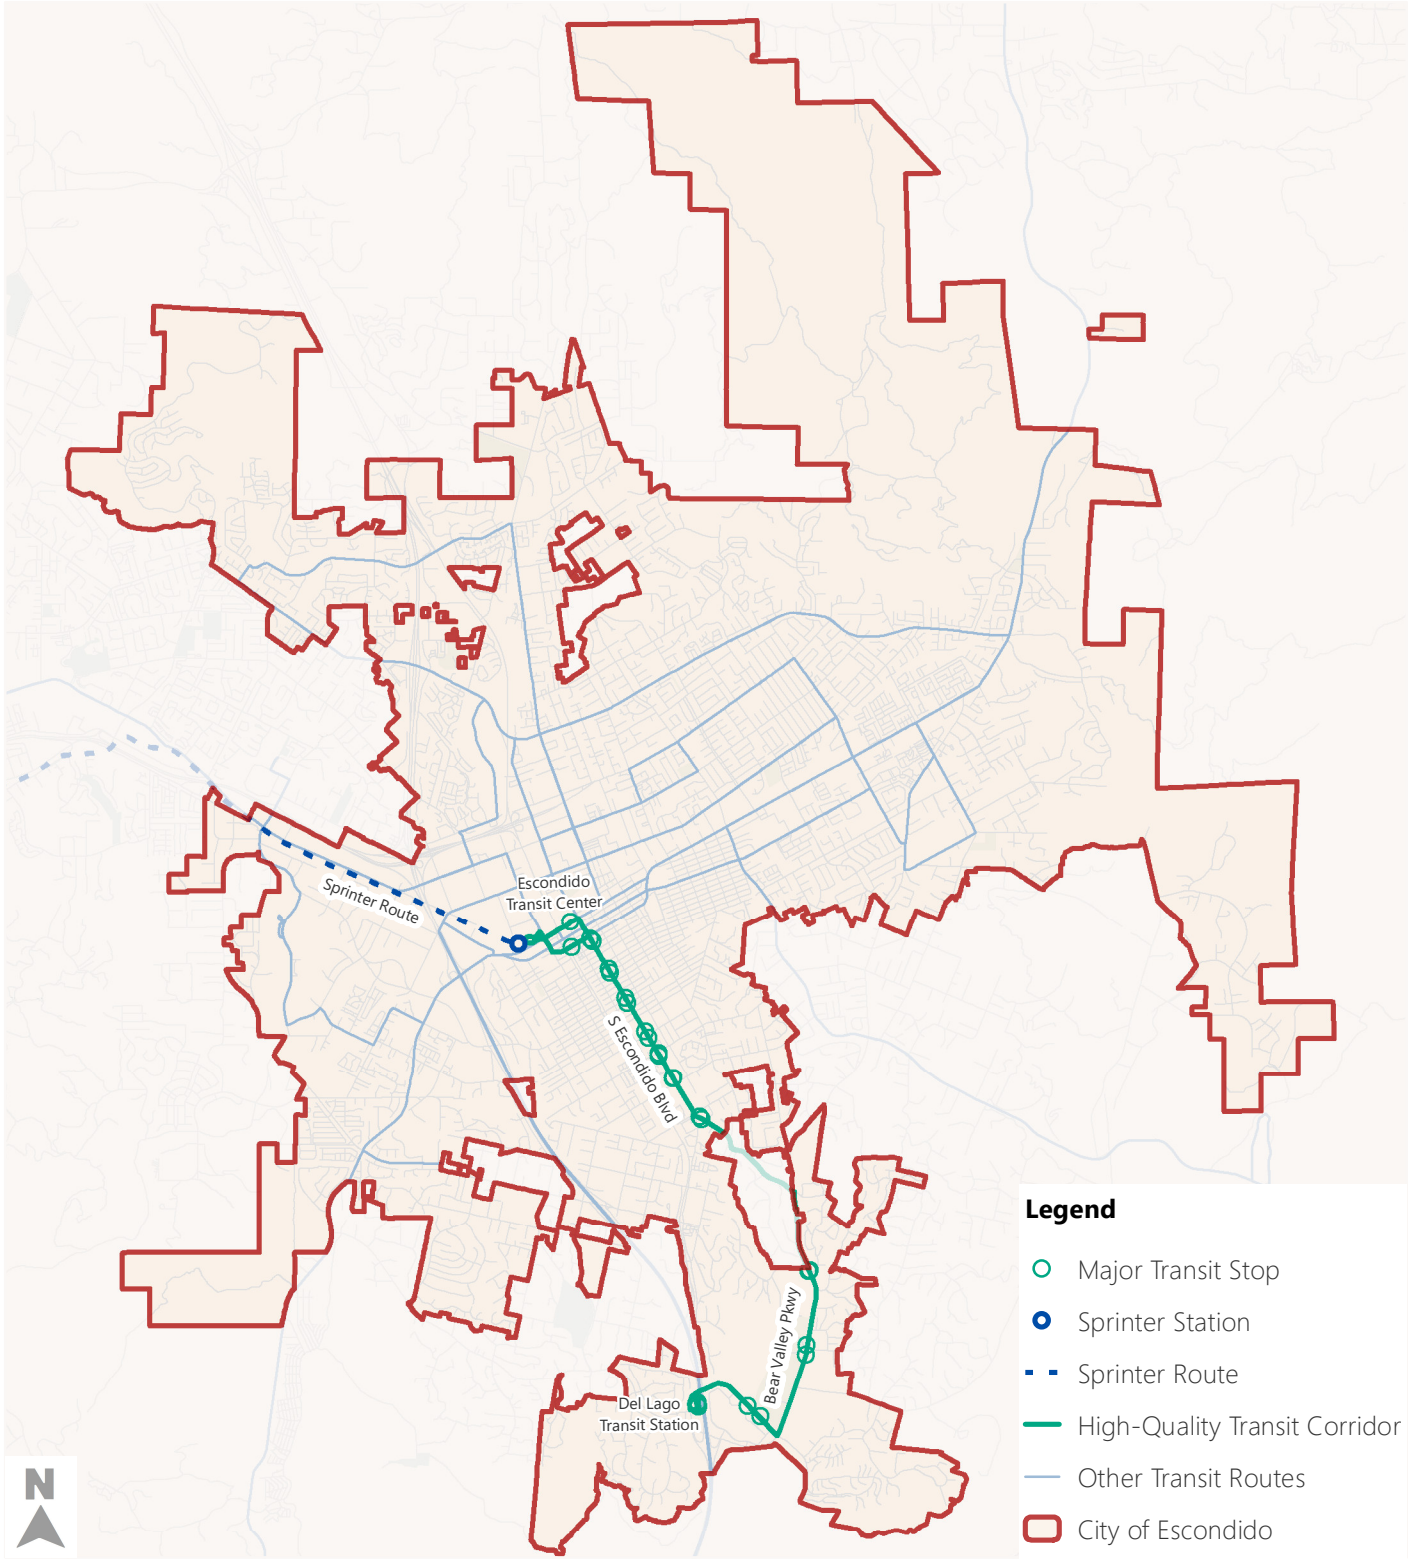 Escondido
Transit Center
Sprinter Route
S Escondido Blvd
Bear Valley Pkwy
Del Lago
Transit Station
Legend
Major Transit Stop
Sprinter Station
Sprinter Route
High-Quality Transit Corridor
Other Transit Routes
City of Escondido
N